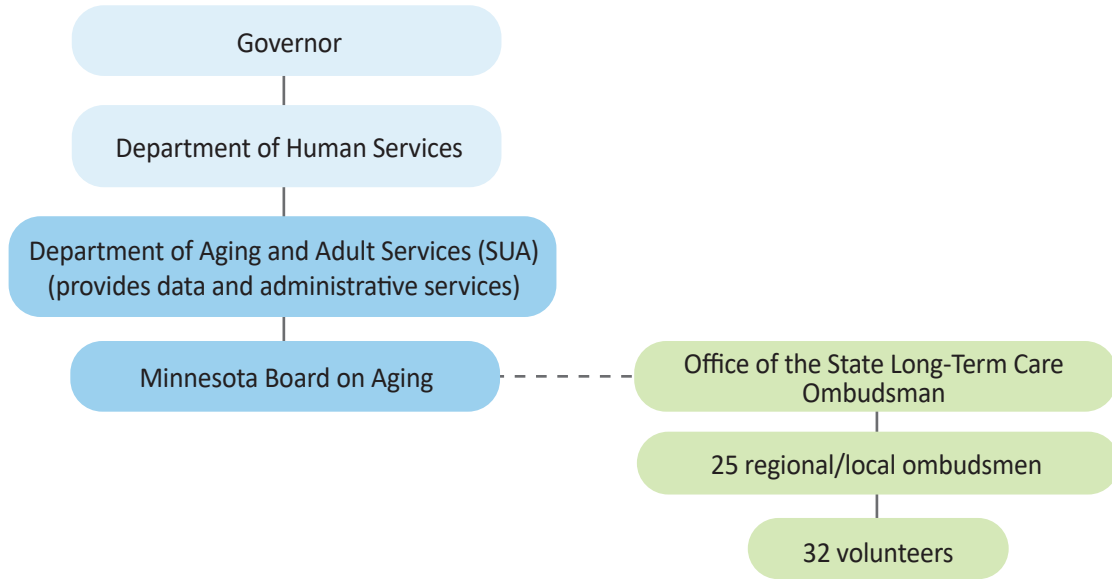 Governor
Department of Human Services
Department of Aging and Adult Services (SUA)
(provides data and administrative services)
Minnesota Board on Aging
Office of the State Long-Term Care
Ombudsman
25 regional/local ombudsmen
32 volunteers